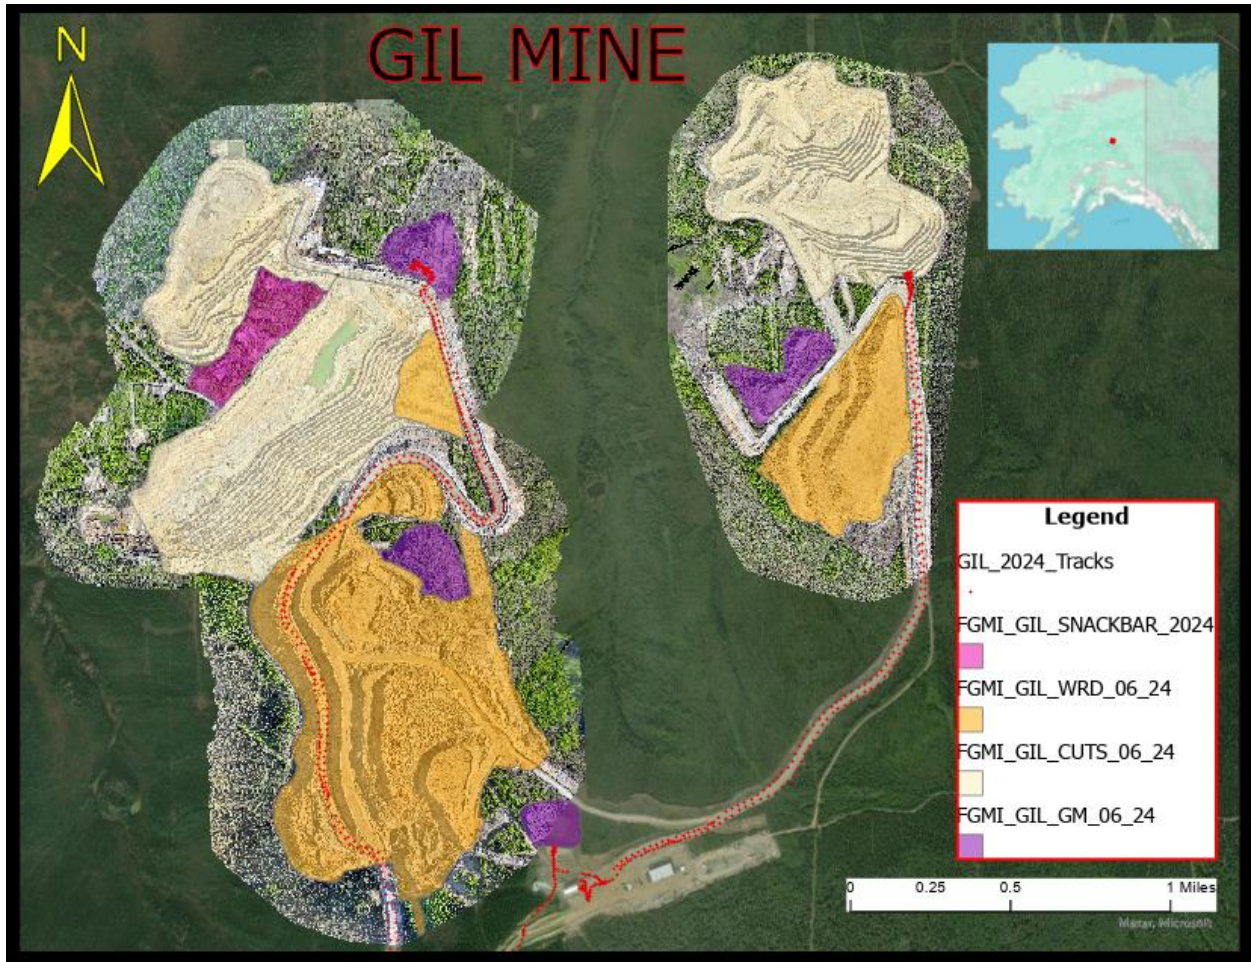 GIL MINE
N
Legend
GIL_2024_Tracks
FGMI_GIL_SNACKBAR_2024
FGMI_GIL_WRD_06_24
FGMI_GIL_CUTS_06_24
FGMI_GIL_GM_06_24
0 0.25 0.5 1 Miles
Maxar, Microsoft